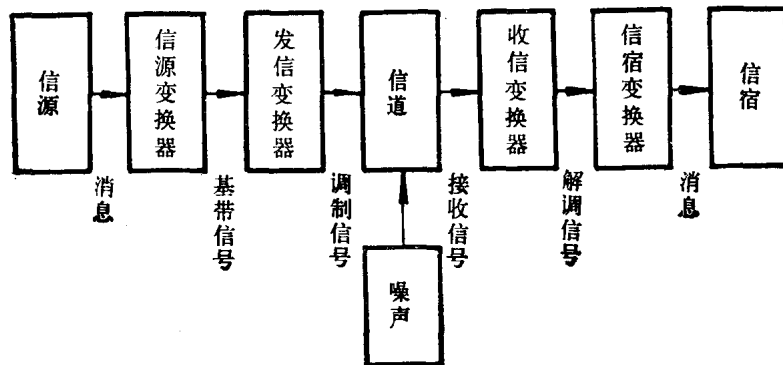 信源
信源变换器
发信变换器
信道
收信变换器
信宿变换器
信宿
消息
基带信号
调制信号
接收信号
解调信号
消息
噪声